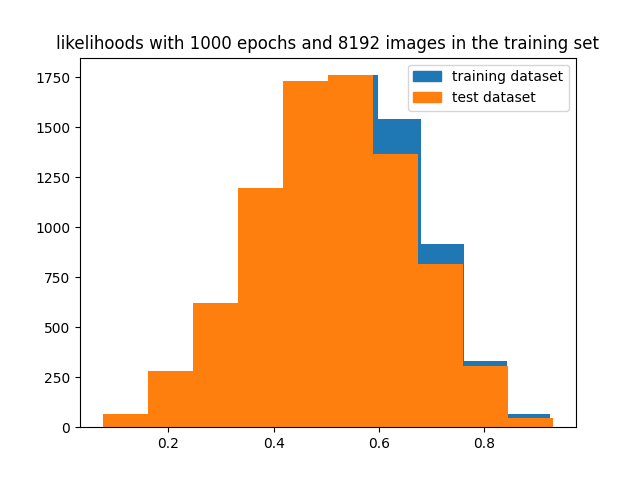 likelihoods with 1000 epochs and 8192 images in the training set
training dataset
test dataset
1750
1500
1250
1000
750
500
250
0
0.2 0.4 0.6 0.8